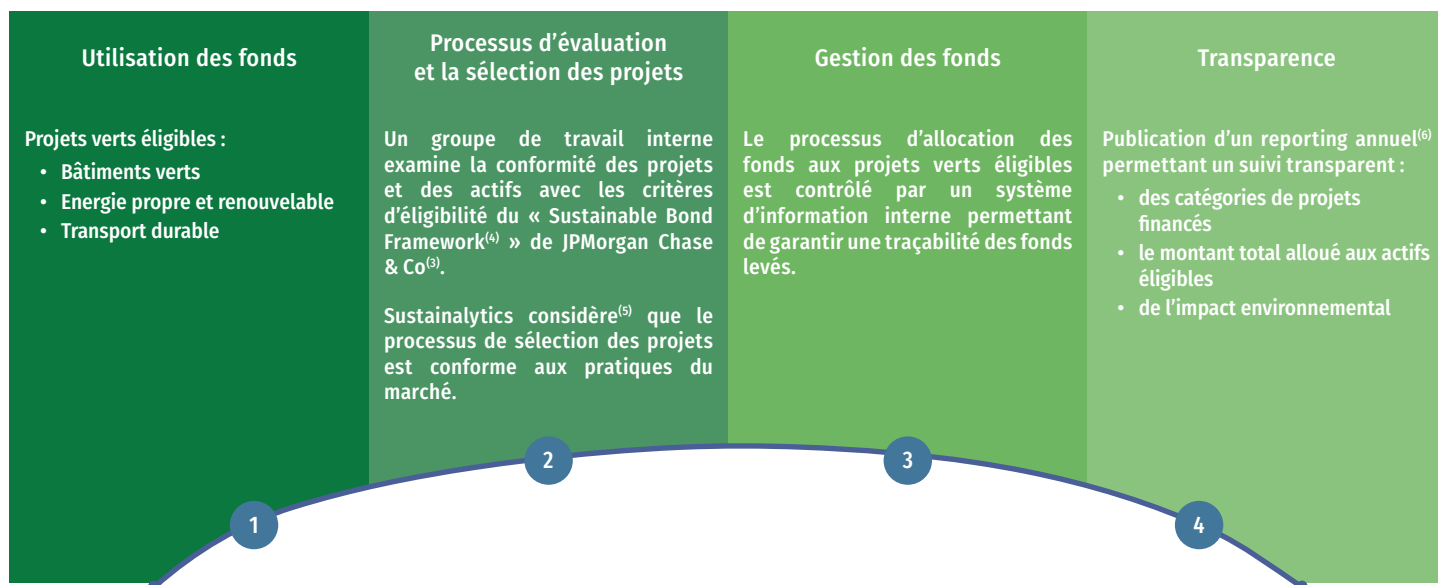 Utilisation des fonds
Projets verts éligibles :
• Bâtiments verts
• Energie propre et renouvelable
• Transport durable
1
Processus d’évaluation
et la sélection des projets
Un groupe de travail interne
examine la conformité des projets
et des actifs avec les critères
d’éligibilité du « Sustainable Bond
Framework(4) » de JPMorgan Chase
& Co(3).
Sustainalytics considère(5) que le
processus de sélection des projets
est conforme aux pratiques du
marché.
2
Gestion des fonds
Le processus d’allocation des
fonds aux projets verts éligibles
est contrôlé par un système
d’information interne permettant
de garantir une traçabilité des fonds
levés.
3
Transparence
Publication d’un reporting annuel(6)
permettant un suivi transparent :
• des catégories de projets
financés
• le montant total alloué aux actifs
éligibles
• de l’impact environnemental
4